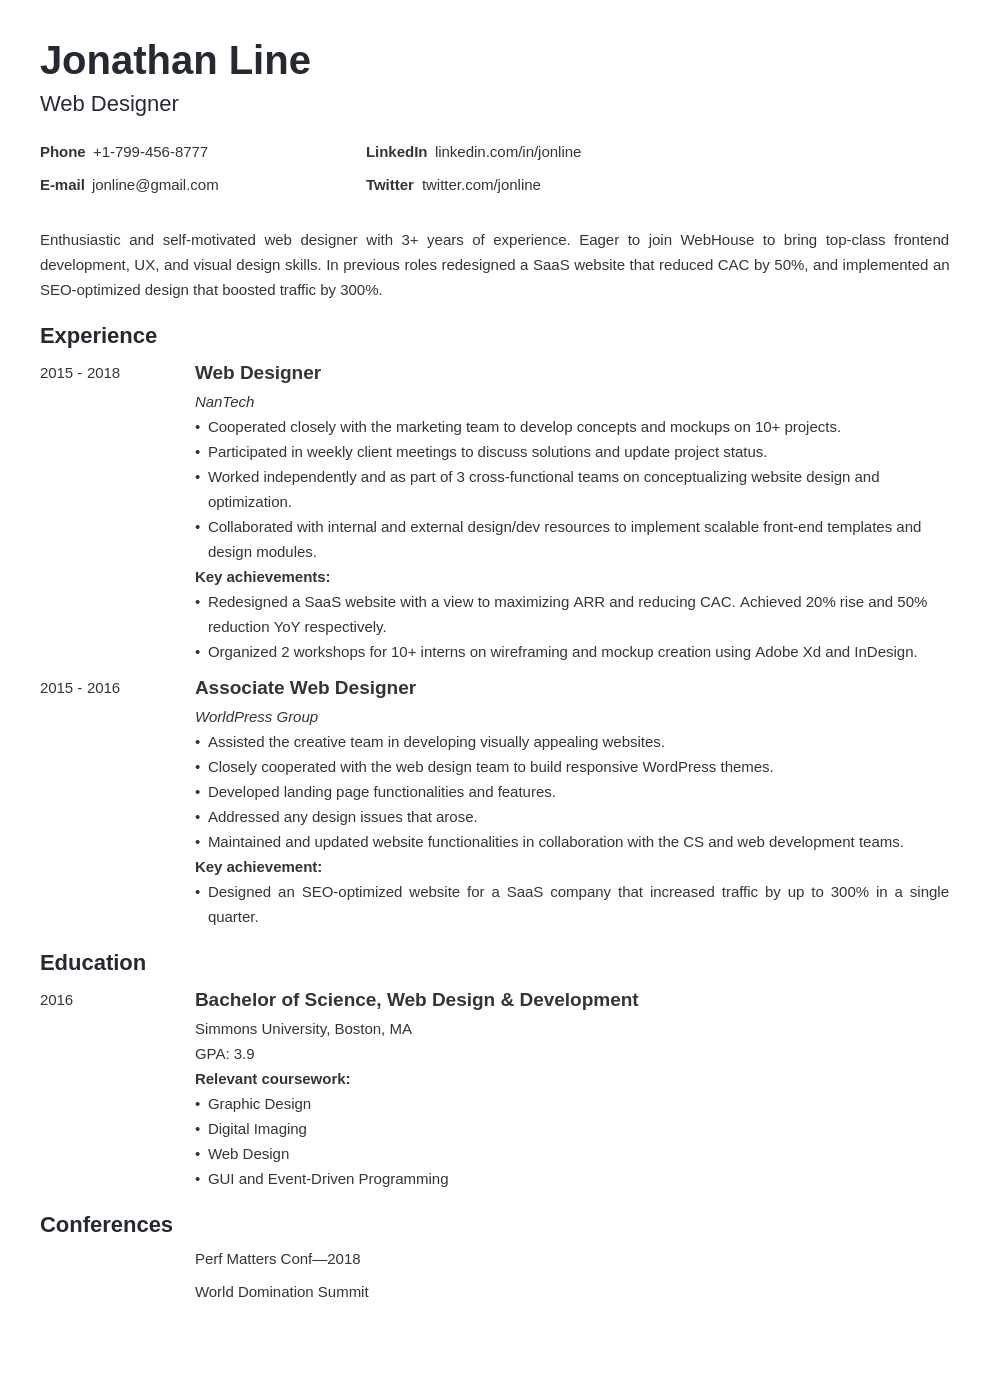 Jonathan Line
Web Designer
Phone +1-799-456-8777 LinkedIn linkedin.com/in/jonline
E-mail jonline@gmail.com Twitter twitter.com/jonline
Enthusiastic and self-motivated web designer with 3+ years of experience. Eager to join WebHouse to bring top-class frontend
development, UX, and visual design skills. In previous roles redesigned a SaaS website that reduced CAC by 50%, and implemented an
SEO-optimized design that boosted traffic by 300%.
Experience
2015 - 2018 Web Designer
NanTech
• Cooperated closely with the marketing team to develop concepts and mockups on 10+ projects.
• Participated in weekly client meetings to discuss solutions and update project status.
• Worked independently and as part of 3 cross-functional teams on conceptualizing website design and
optimization.
• Collaborated with internal and external design/dev resources to implement scalable front-end templates and
design modules.
Key achievements:
• Redesigned a SaaS website with a view to maximizing ARR and reducing CAC. Achieved 20% rise and 50%
reduction YoY respectively.
• Organized 2 workshops for 10+ interns on wireframing and mockup creation using Adobe Xd and InDesign.
2015 - 2016 Associate Web Designer
WorldPress Group
• Assisted the creative team in developing visually appealing websites.
• Closely cooperated with the web design team to build responsive WordPress themes.
• Developed landing page functionalities and features.
• Addressed any design issues that arose.
• Maintained and updated website functionalities in collaboration with the CS and web development teams.
Key achievement:
• Designed an SEO-optimized website for a SaaS company that increased traffic by up to 300% in a single
quarter.
Education
2016 Bachelor of Science, Web Design & Development
Simmons University, Boston, MA
GPA: 3.9
Relevant coursework:
• Graphic Design
• Digital Imaging
• Web Design
• GUI and Event-Driven Programming
Conferences
Perf Matters Conf—2018
World Domination Summit